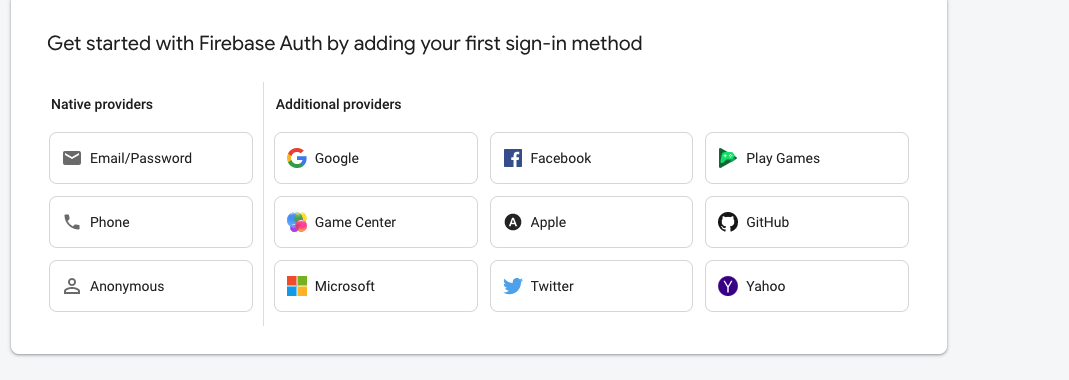 Get started with Firebase Auth by adding your first sign-in method
Native providers
Email/Password
Phone
Anonymous
Additional providers
Google
Facebook
Play Games
Game Center
Apple
GitHub
Microsoft
Twitter
Yahoo